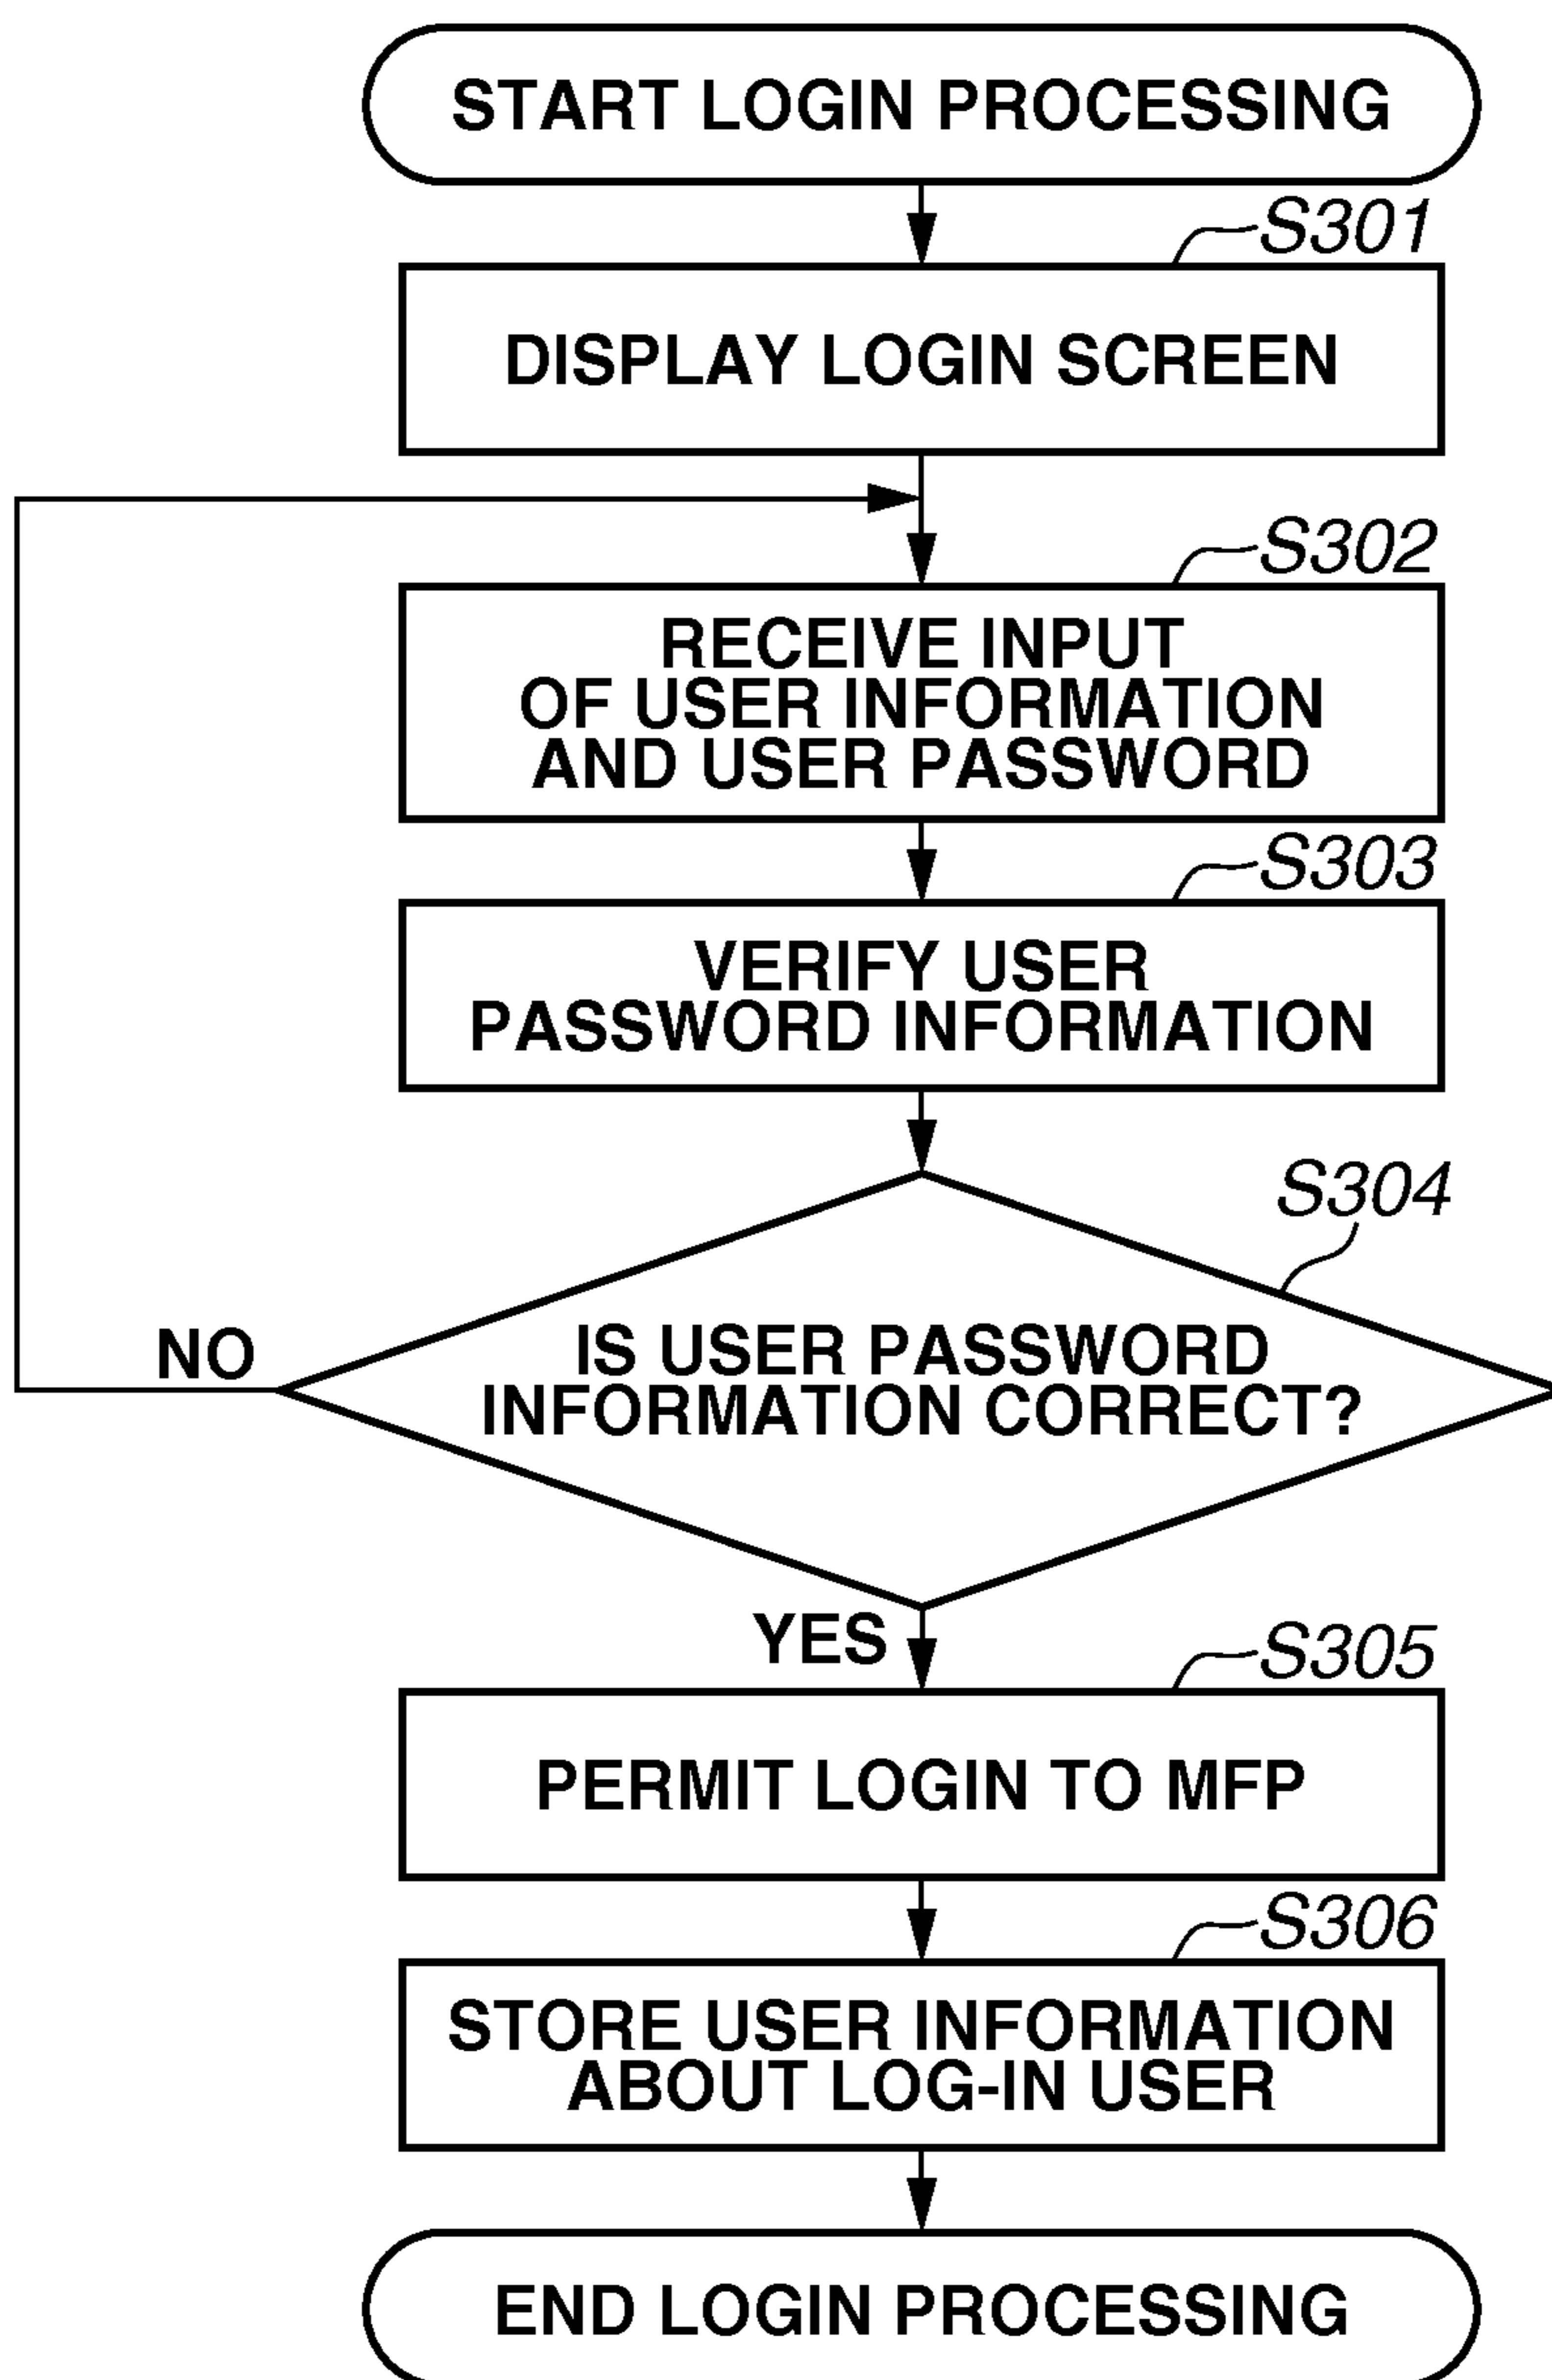 START LOGIN PROCESSING
S301
DISPLAY LOGIN SCREEN
S302
RECEIVE INPUT
OF USER INFORMATION
AND USER PASSWORD
S303
VERIFY USER
PASSWORD INFORMATION
S304
IS USER PASSWORD
INFORMATION CORRECT?
NO
YES
S305
PERMIT LOGIN TO MFP
S306
STORE USER INFORMATION
ABOUT LOG-IN USER
END LOGIN PROCESSING